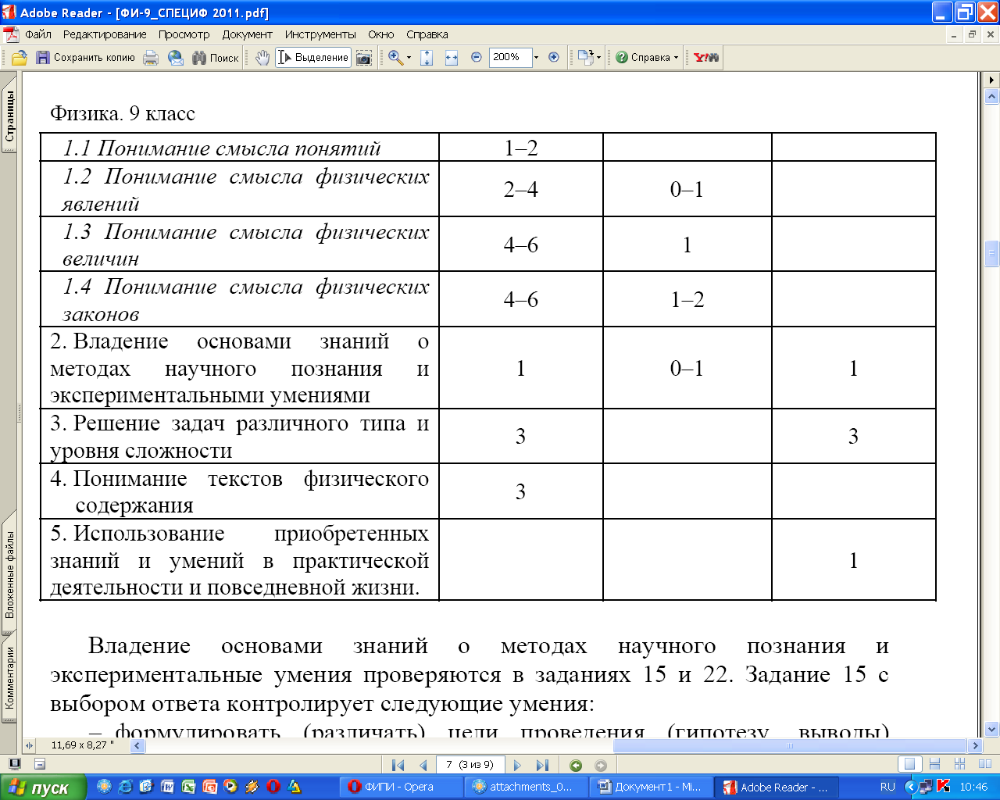 Adobe Reader - [ФИ-9_СПЕЦИФ 2011.pdf]
Файл Редактирование Просмотр Документ Инструменты Окно Справка
Сохранить копию Поиск Выделение 200% Справка Y!
Страницы
Вложенные файлы
Комментарии
Физика. 9 класс
1.1 Понимание смысла понятий 1–2
1.2 Понимание смысла физических
явлений 2–4 0–1
1.3 Понимание смысла физических
величин 4–6 1
1.4 Понимание смысла физических
законов 4–6 1–2
2. Владение основами знаний о
методах научного познания и 1 0–1 1
экспериментальными умениями
3. Решение задач различного типа и
уровня сложности 3 3
4. Понимание текстов физического
содержания 3
5. Использование приобретенных
знаний и умений в практической 1
деятельности и повседневной жизни.
Владение основами знаний о методах научного познания и
экспериментальные умения проверяются в заданиях 15 и 22. Задание 15 с
выбором ответа контролирует следующие умения:
– формулировать (различать) цели проведения (гипотезу, выводы)
11,69 x 8,27 "
7 (3 из 9)
пуск ФИПИ - Opera attachments_0... Документ1 - Mi... Adobe Reader - ... RU 10:46